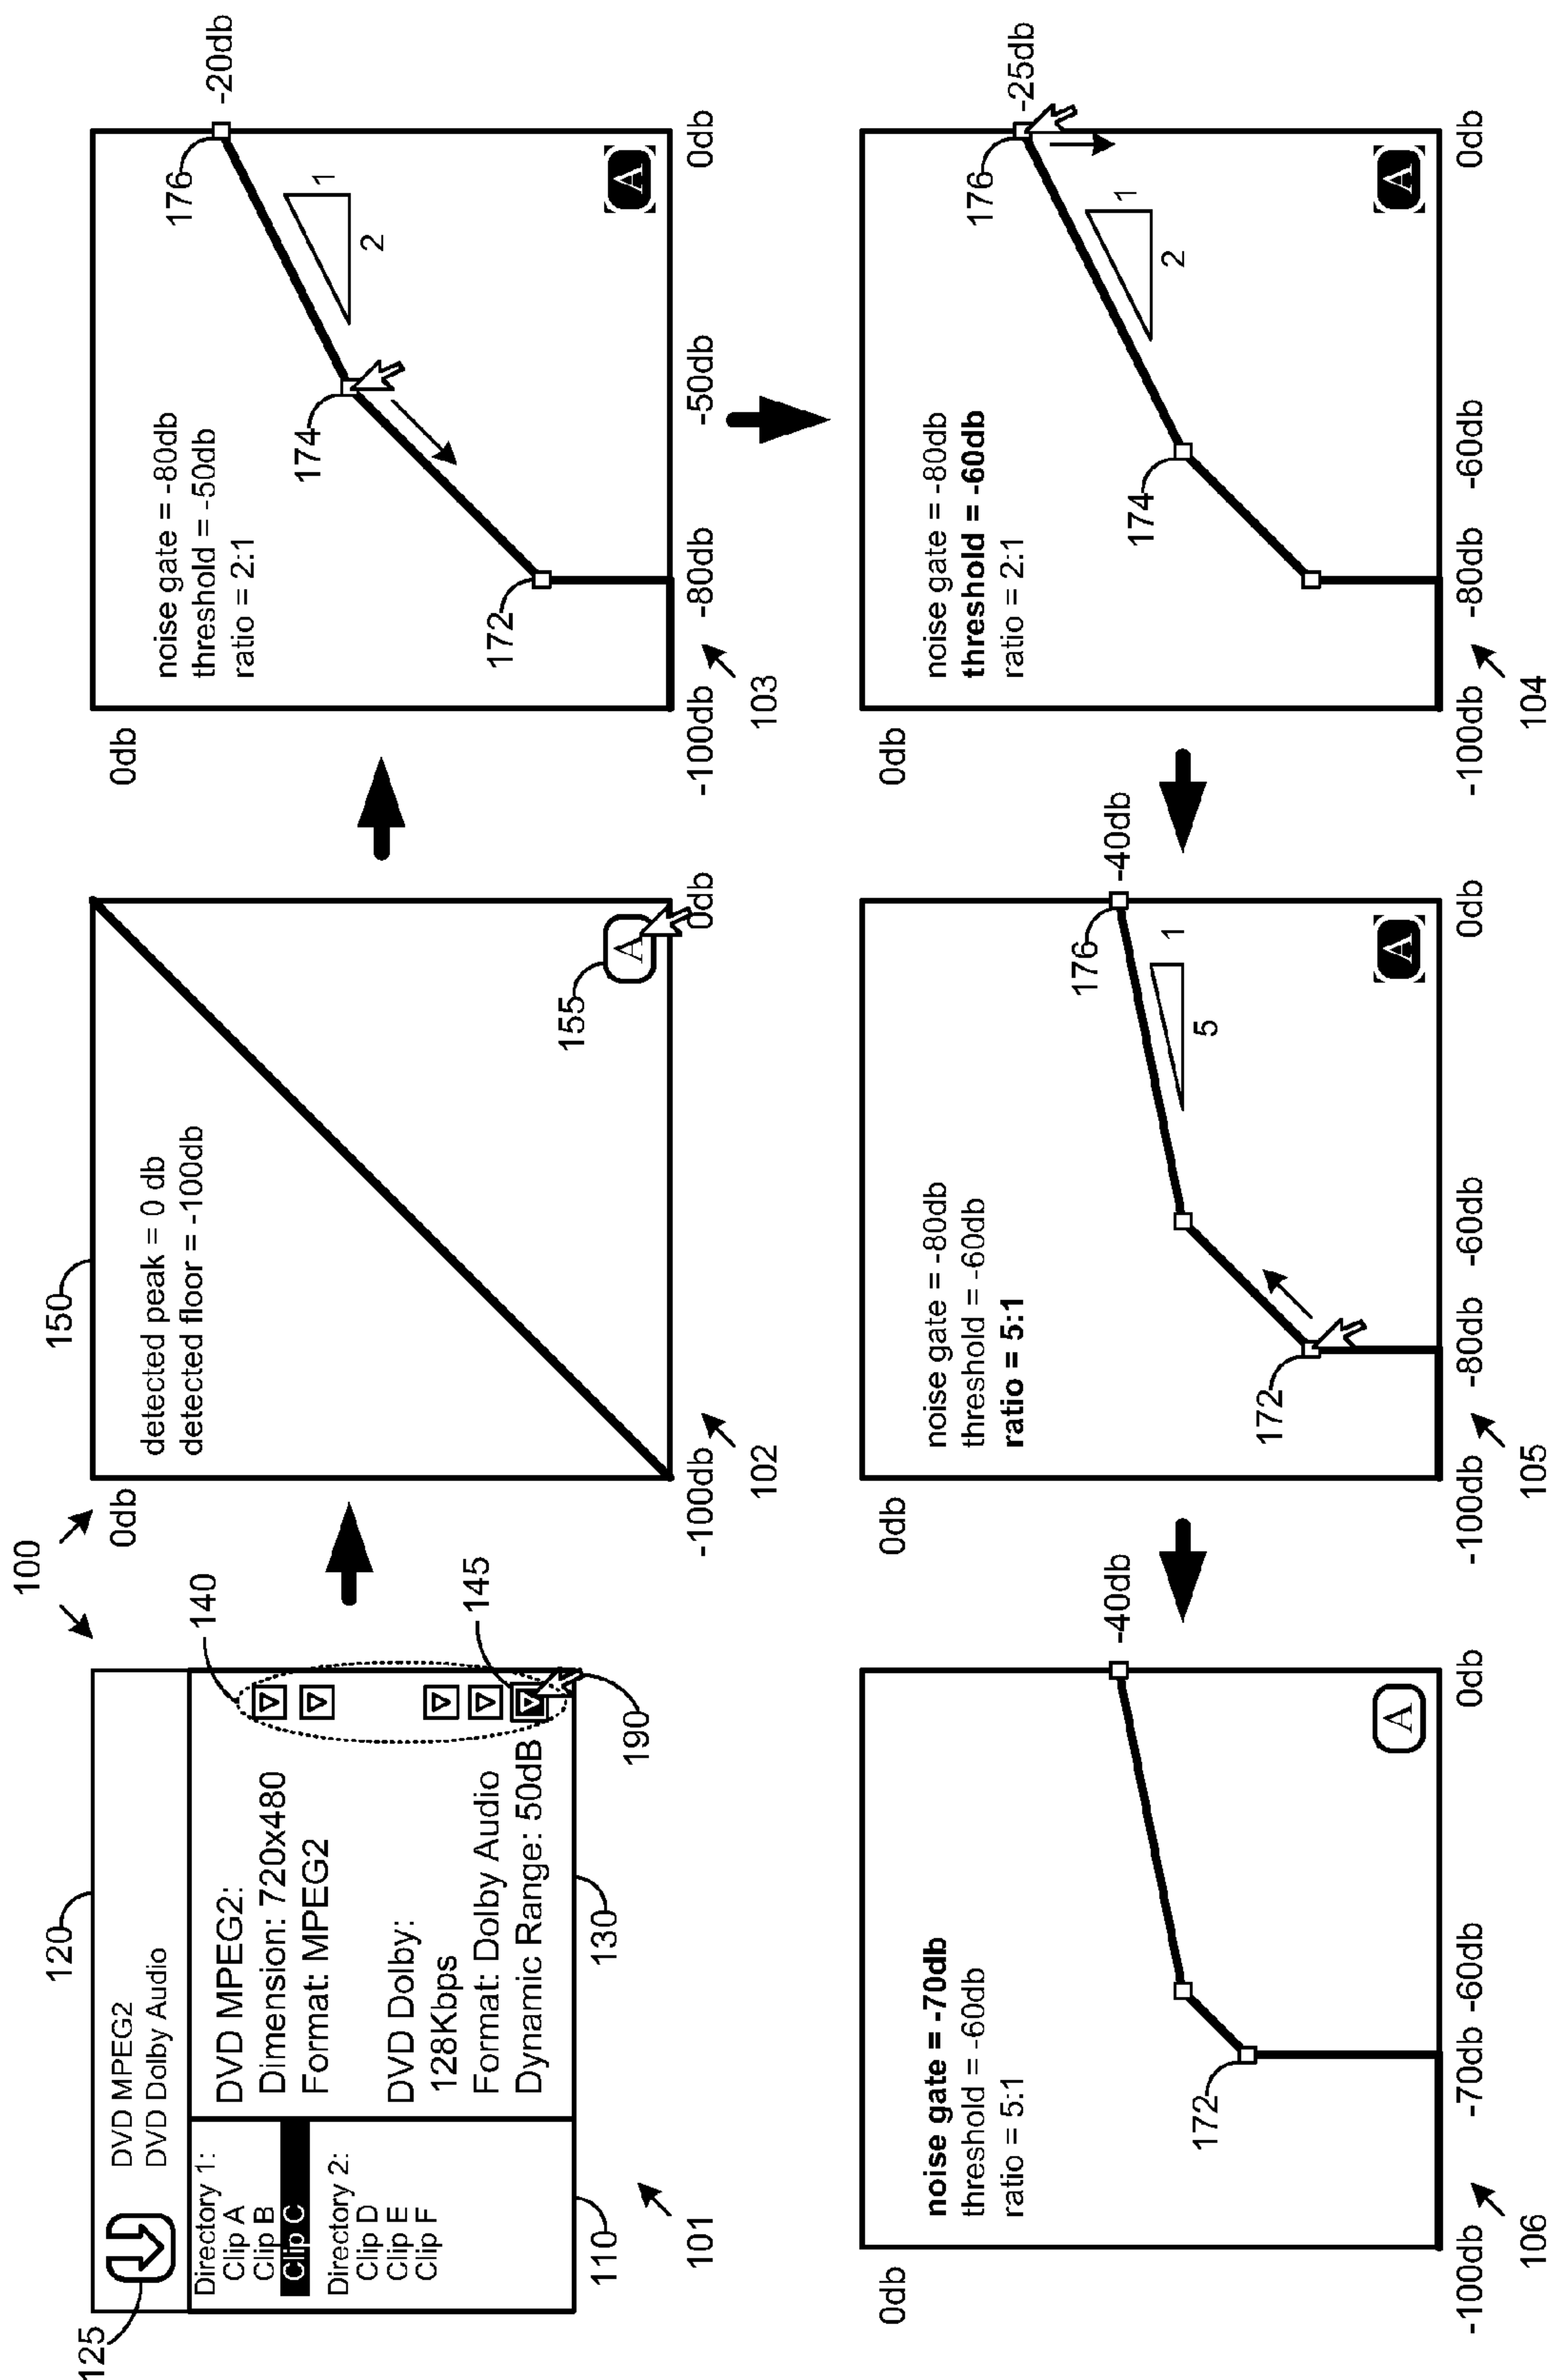 100
120
125
DVD MPEG2
DVD Dolby Audio
Directory 1:
Clip A
Clip B
Clip C
Directory 2:
Clip D
Clip E
Clip F
DVD MPEG2:
Dimension: 720x480
Format: MPEG2
DVD Dolby:
128Kbps
Format: Dolby Audio
Dynamic Range: 50dB
140
145
190
110
130
101
150
0db
detected peak = 0 db
detected floor = -100db
155
A
-100db
0db
102
0db
noise gate = -80db
threshold = -50db
ratio = 2:1
172
174
176
-20db
1
2
A
-100db
-80db
-50db
0db
103
0db
noise gate = -70db
threshold = -60db
ratio = 5:1
172
-40db
A
-100db
-70db
-60db
0db
106
0db
noise gate = -80db
threshold = -60db
ratio = 5:1
172
176
-40db
1
5
A
-100db
-80db
-60db
0db
105
0db
noise gate = -80db
threshold = -60db
ratio = 2:1
174
176
-25db
1
2
A
-100db
-80db
-60db
0db
104